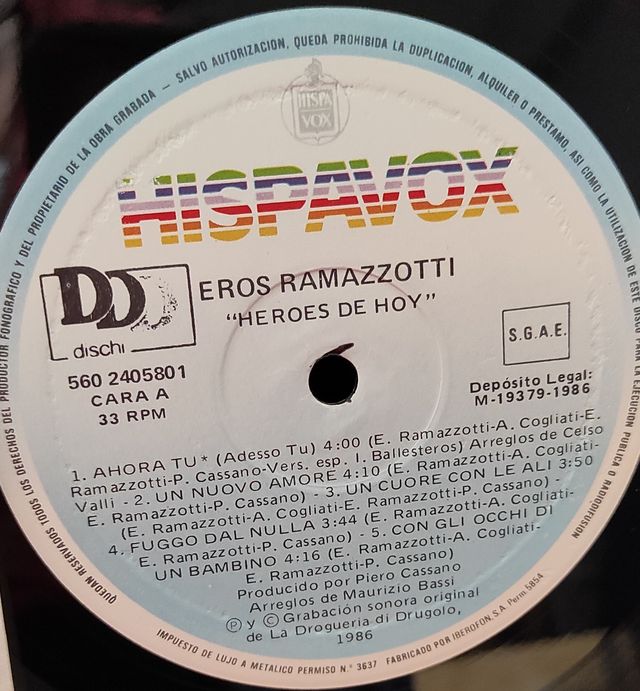 QUEDAN RESERVADOS TODOS LOS DERECHOS DEL PRODUCTOR FONOGRAFICO Y DEL PROPIETARIO DE LA OBRA GRABADA — SALVO AUTORIZACION, QUEDA PROHIBIDA LA DUPLICACION, ALQUILER O PRESTAMO, ASI COMO LA UTILIZACION DE ESTE DISCO PARA LA EJECUCION PUBLICA O RADIODIFUSION
HISPA
VOX
HISPAVOX
DDD
dischi
EROS RAMAZZOTTI
"HEROES DE HOY"
560 2405801
CARA A
33 RPM
S.G.A.E.
Depósito Legal:
M-19379-1986
1. AHORA TU* (Adesso Tu) 4:00 (E. Ramazzotti-A. Cogliati-E.
Ramazzotti-P. Cassano-Vers. esp. I. Ballesteros) Arreglos de Celso
Valli - 2. UN NUOVO AMORE 4:10 (E. Ramazzotti-A. Cogliati-
E. Ramazzotti-P. Cassano) - 3. UN CUORE CON LE ALI 3:50
(E. Ramazzotti-A. Cogliati-E. Ramazzotti-P. Cassano) -
4. FUGGO DAL NULLA 3:44 (E. Ramazzotti-A. Cogliati-
E. Ramazzotti-P. Cassano) - 5. CON GLI OCCHI DI
UN BAMBINO 4:16 (E. Ramazzotti-A. Cogliati-
E. Ramazzotti-P. Cassano)
Producido por Piero Cassano
Arreglos de Maurizio Bassi
Ⓟ y Ⓒ Grabación sonora original
de La Drogueria di Drugolo,
1986
IMPUESTO DE LUJO A METALICO PERMISO N.° 3637 FABRICADO POR IBEROFON, S.A. Perm. 5854